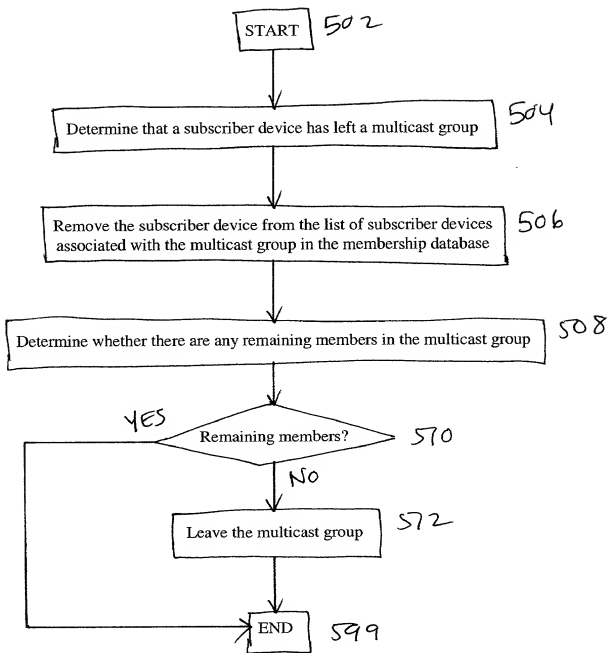 START 502
Determine that a subscriber device has left a multicast group 504
Remove the subscriber device from the list of subscriber devices
associated with the multicast group in the membership database 506
Determine whether there are any remaining members in the multicast group 508
YES
Remaining members? 510
NO
Leave the multicast group 512
END 599